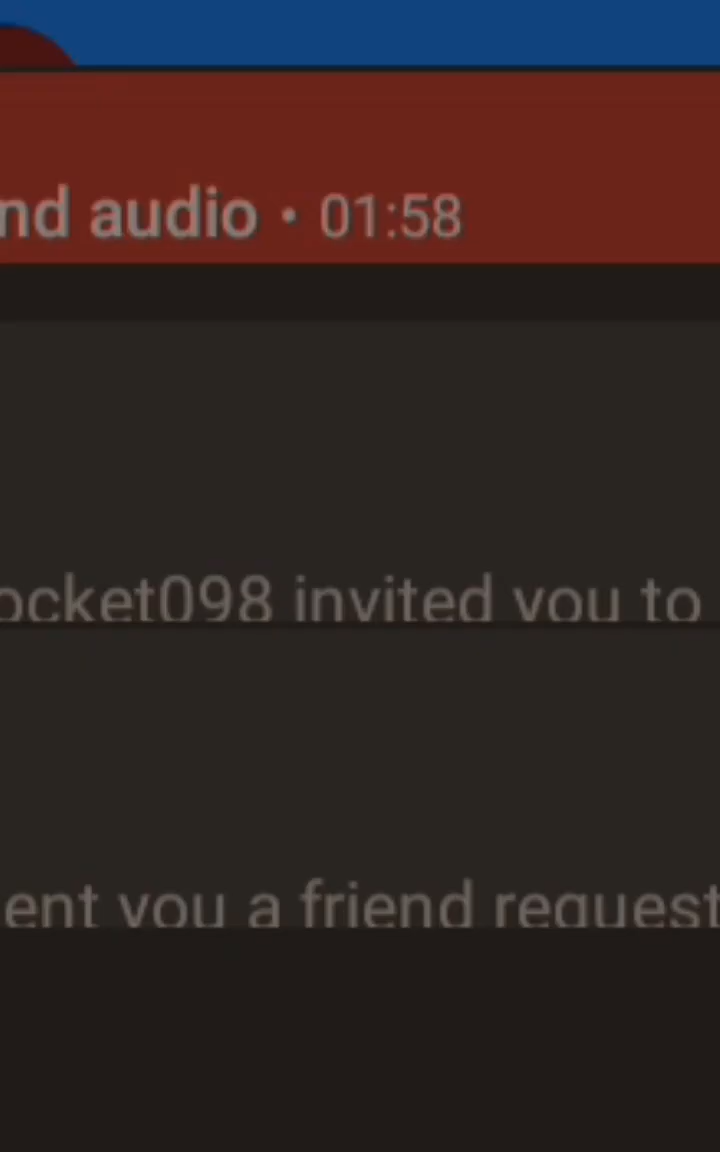 nd audio • 01:58
ocket098 invited you to
ent you a friend request